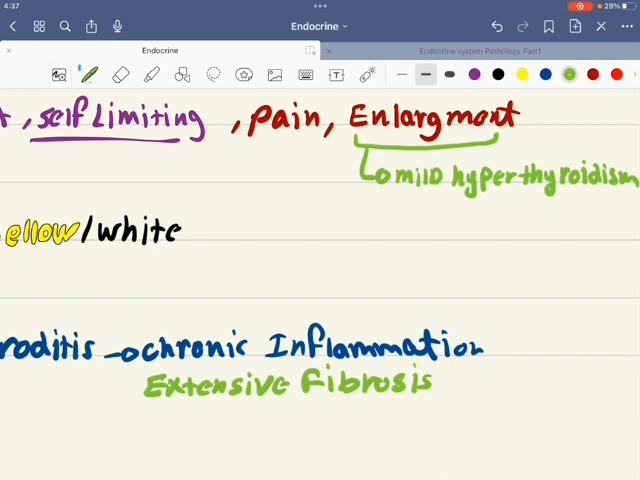 4:37
29%
Endocrine
Endocrine
Endocrine system Pathology Part1
, self Limiting , pain, Enlargment
mild hyperthyroidism
ellow/white
roditis chronic Inflammation
Extensive Fibrosis